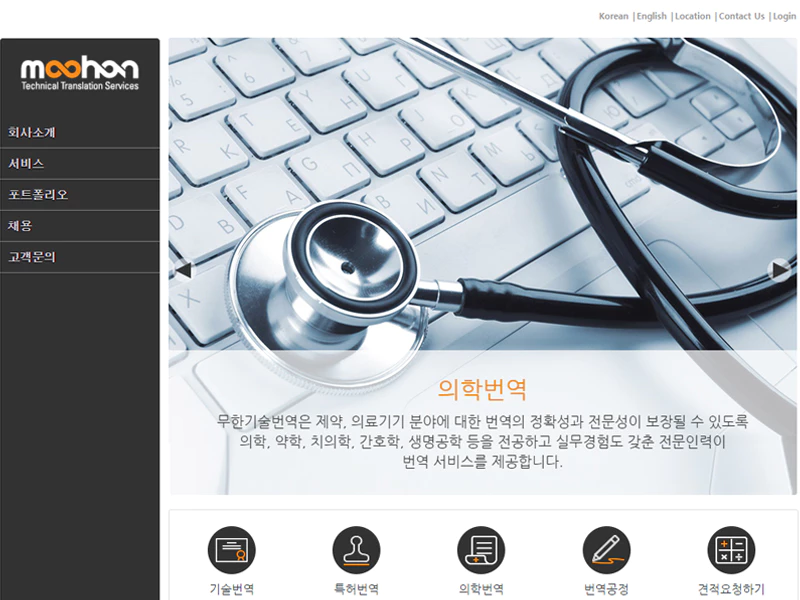 Korean | English | Location | Contact Us | Login
moohan
Technical Translation Services
회사소개
서비스
포트폴리오
채용
고객문의
의학번역
무한기술번역은 제약, 의료기기 분야에 대한 번역의 정확성과 전문성이 보장될 수 있도록
의학, 약학, 치의학, 간호학, 생명공학 등을 전공하고 실무경험도 갖춘 전문인력이
번역 서비스를 제공합니다.
기술번역
특허번역
의학번역
번역공정
견적요청하기